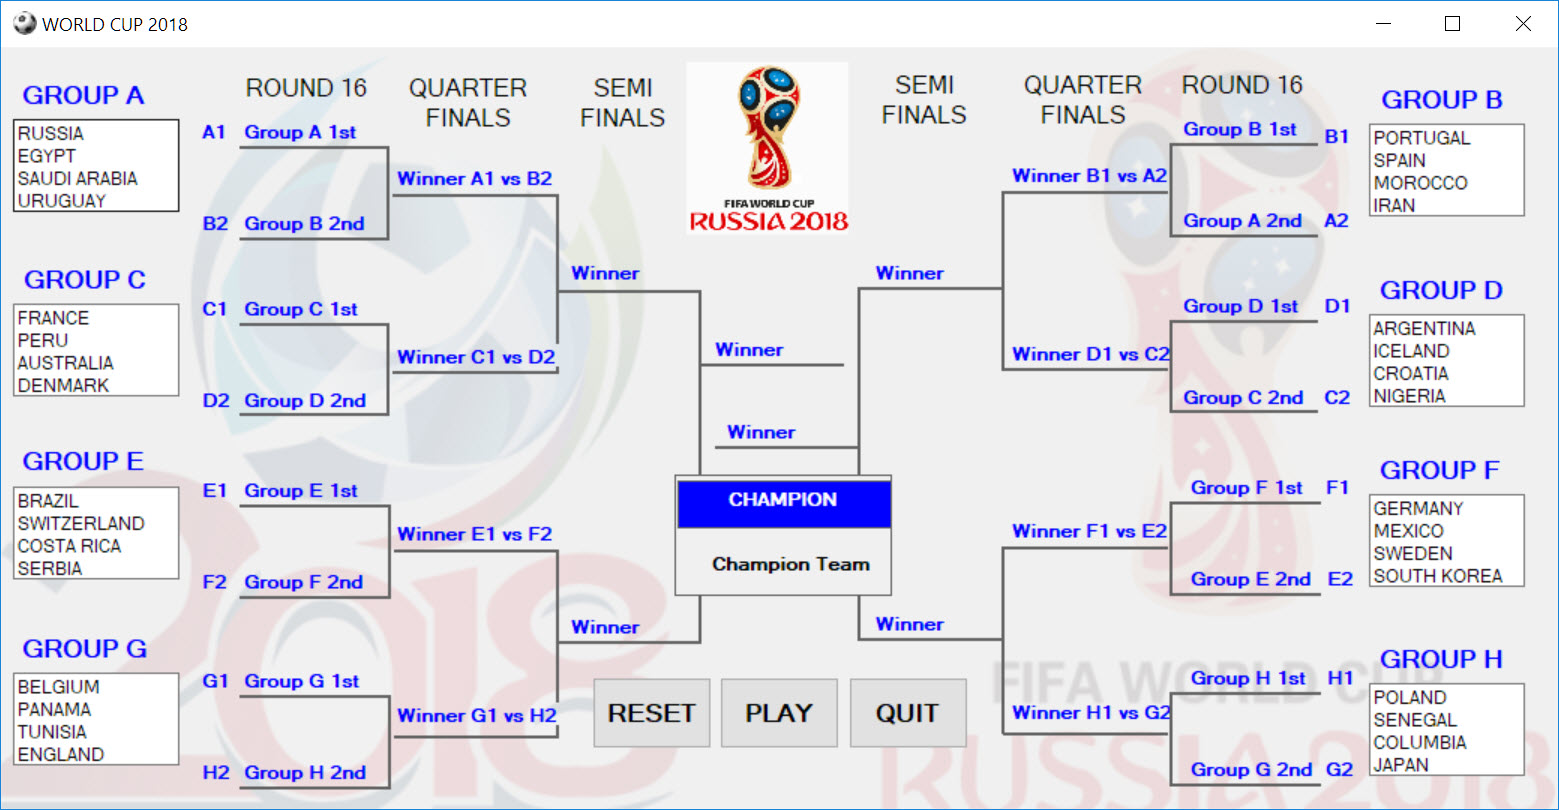 WORLD CUP 2018
GROUP A
RUSSIA
EGYPT
SAUDI ARABIA
URUGUAY
GROUP C
FRANCE
PERU
AUSTRALIA
DENMARK
GROUP E
BRAZIL
SWITZERLAND
COSTA RICA
SERBIA
GROUP G
BELGIUM
PANAMA
TUNISIA
ENGLAND
ROUND 16
A1 Group A 1st
B2 Group B 2nd
C1 Group C 1st
D2 Group D 2nd
E1 Group E 1st
F2 Group F 2nd
G1 Group G 1st
H2 Group H 2nd
QUARTER
FINALS
Winner A1 vs B2
Winner C1 vs D2
Winner E1 vs F2
Winner G1 vs H2
SEMI
FINALS
Winner
Winner
FIFA WORLD CUP
RUSSIA 2018
Winner
Winner
CHAMPION
Champion Team
RESET
PLAY
QUIT
SEMI
FINALS
Winner
Winner
QUARTER
FINALS
Winner B1 vs A2
Winner D1 vs C2
Winner F1 vs E2
Winner H1 vs G2
ROUND 16
Group B 1st B1
Group A 2nd A2
Group D 1st D1
Group C 2nd C2
Group F 1st F1
Group E 2nd E2
Group H 1st H1
Group G 2nd G2
GROUP B
PORTUGAL
SPAIN
MOROCCO
IRAN
GROUP D
ARGENTINA
ICELAND
CROATIA
NIGERIA
GROUP F
GERMANY
MEXICO
SWEDEN
SOUTH KOREA
GROUP H
POLAND
SENEGAL
COLUMBIA
JAPAN
2018
FIFA WORLD CUP
RUSSIA 2018